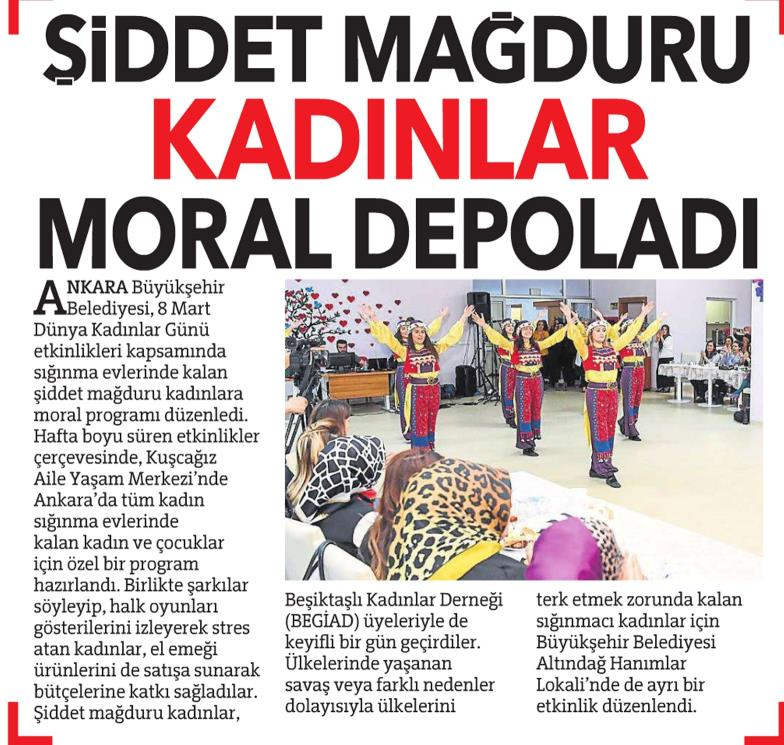 ŞİDDET MAĞDURU
KADINLAR
MORAL DEPOLADI
ANKARA Büyükşehir
Belediyesi, 8 Mart
Dünya Kadınlar Günü
etkinlikleri kapsamında
sığınma evlerinde kalan
şiddet mağduru kadınlara
moral programı düzenledi.
Hafta boyu süren etkinlikler
çerçevesinde, Kuşcağız
Aile Yaşam Merkezi’nde
Ankara’da tüm kadın
sığınma evlerinde
kalan kadın ve çocuklar
için özel bir program
hazırlandı. Birlikte şarkılar
söyleyip, halk oyunları
gösterilerini izleyerek stres
atan kadınlar, el emeği
ürünlerini de satışa sunarak
bütçelerine katkı sağladılar.
Şiddet mağduru kadınlar,
Beşiktaşlı Kadınlar Derneği
(BEGİAD) üyeleriyle de
keyifli bir gün geçirdiler.
Ülkelerinde yaşanan
savaş veya farklı nedenler
dolayısıyla ülkelerini
terk etmek zorunda kalan
sığınmacı kadınlar için
Büyükşehir Belediyesi
Altındağ Hanımlar
Lokali’nde de ayrı bir
etkinlik düzenlendi.